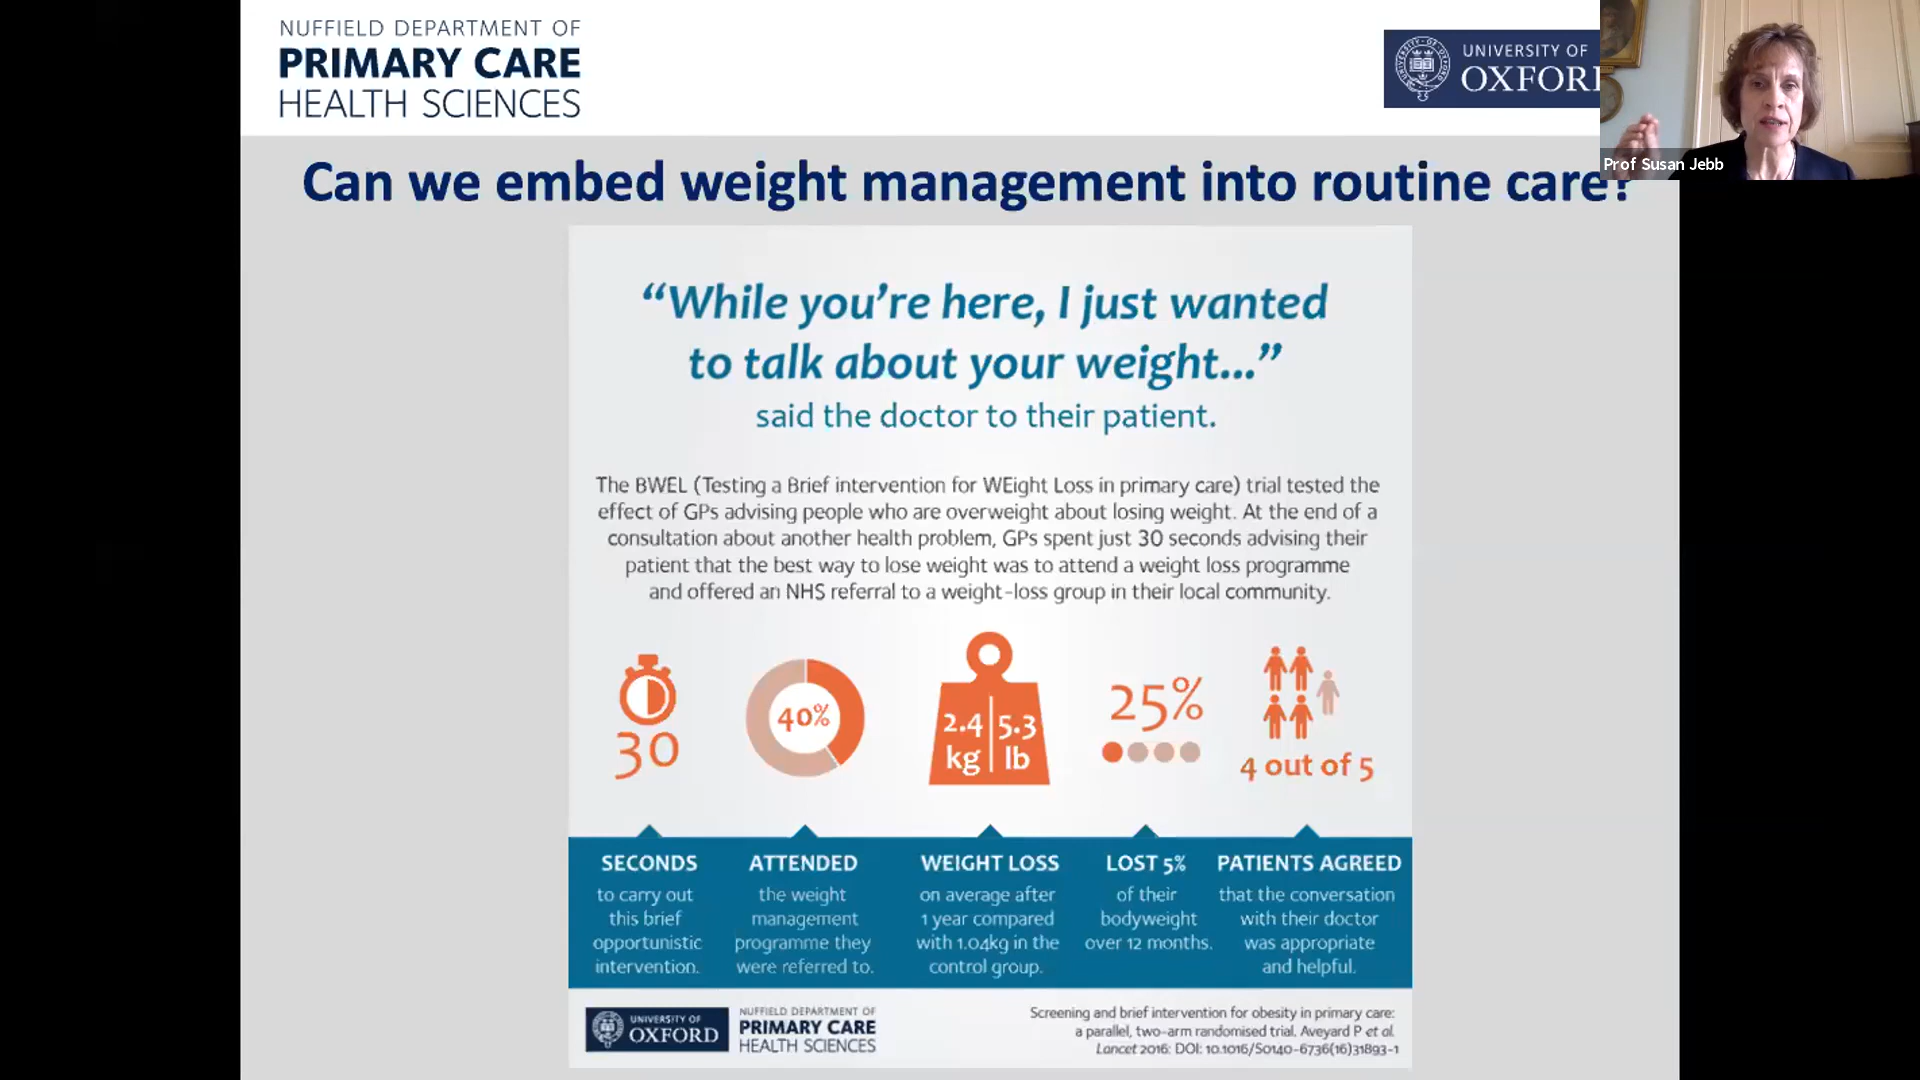 NUFFIELD DEPARTMENT OF
PRIMARY CARE
HEALTH SCIENCES
UNIVERSITY OF
OXFOR
Prof Susan Jebb
Can we embed weight management into routine care?
“While you’re here, I just wanted
to talk about your weight...”
said the doctor to their patient.
The BWEL (Testing a Brief intervention for WEight Loss in primary care) trial tested the
effect of GPs advising people who are overweight about losing weight. At the end of a
consultation about another health problem, GPs spent just 30 seconds advising their
patient that the best way to lose weight was to attend a weight loss programme
and offered an NHS referral to a weight-loss group in their local community.
30
40%
2.4 kg
5.3 lb
25%
4 out of 5
SECONDS
to carry out
this brief
opportunistic
intervention.
ATTENDED
the weight
management
programme they
were referred to.
WEIGHT LOSS
on average after
1 year compared
with 1.04kg in the
control group.
LOST 5%
of their
bodyweight
over 12 months.
PATIENTS AGREED
that the conversation
with their doctor
was appropriate
and helpful.
UNIVERSITY OF
OXFORD
NUFFIELD DEPARTMENT OF
PRIMARY CARE
HEALTH SCIENCES
Screening and brief intervention for obesity in primary care:
a parallel, two-arm randomised trial. Aveyard P et al.
Lancet 2016: DOI: 10.1016/S0140-6736(16)31893-1